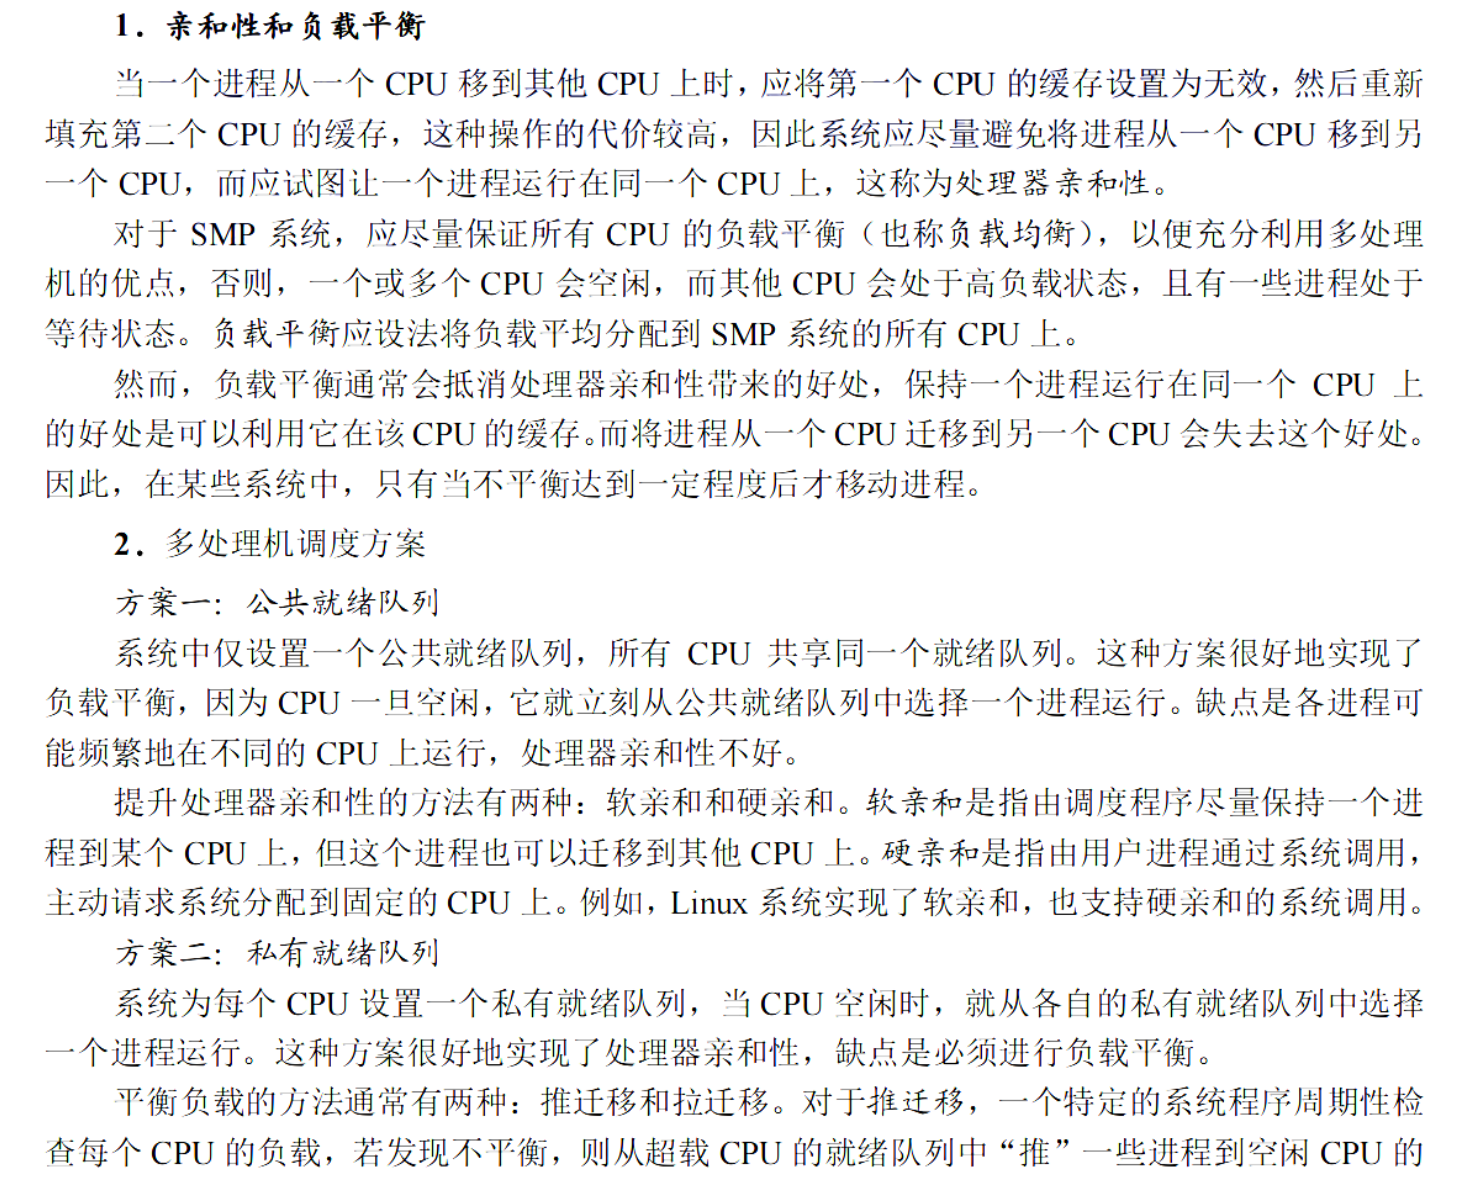 1．亲和性和负载平衡
当一个进程从一个 CPU 移到其他 CPU 上时，应将第一个 CPU 的缓存设置为无效，然后重新
填充第二个 CPU 的缓存，这种操作的代价较高，因此系统应尽量避免将进程从一个 CPU 移到另
一个 CPU，而应试图让一个进程运行在同一个 CPU 上，这称为处理器亲和性。
对于 SMP 系统，应尽量保证所有 CPU 的负载平衡（也称负载均衡），以便充分利用多处理
机的优点，否则，一个或多个 CPU 会空闲，而其他 CPU 会处于高负载状态，且有一些进程处于
等待状态。负载平衡应设法将负载平均分配到 SMP 系统的所有 CPU 上。
然而，负载平衡通常会抵消处理器亲和性带来的好处，保持一个进程运行在同一个 CPU 上
的好处是可以利用它在该 CPU 的缓存。而将进程从一个 CPU 迁移到另一个 CPU 会失去这个好处。
因此，在某些系统中，只有当不平衡达到一定程度后才移动进程。
2．多处理机调度方案
方案一：公共就绪队列
系统中仅设置一个公共就绪队列，所有 CPU 共享同一个就绪队列。这种方案很好地实现了
负载平衡，因为 CPU 一旦空闲，它就立刻从公共就绪队列中选择一个进程运行。缺点是各进程可
能频繁地在不同的 CPU 上运行，处理器亲和性不好。
提升处理器亲和性的方法有两种：软亲和和硬亲和。软亲和是指由调度程序尽量保持一个进
程到某个 CPU 上，但这个进程也可以迁移到其他 CPU 上。硬亲和是指由用户进程通过系统调用，
主动请求系统分配到固定的 CPU 上。例如，Linux 系统实现了软亲和，也支持硬亲和的系统调用。
方案二：私有就绪队列
系统为每个 CPU 设置一个私有就绪队列，当 CPU 空闲时，就从各自的私有就绪队列中选择
一个进程运行。这种方案很好地实现了处理器亲和性，缺点是必须进行负载平衡。
平衡负载的方法通常有两种：推迁移和拉迁移。对于推迁移，一个特定的系统程序周期性检
查每个 CPU 的负载，若发现不平衡，则从超载 CPU 的就绪队列中“推”一些进程到空闲 CPU 的